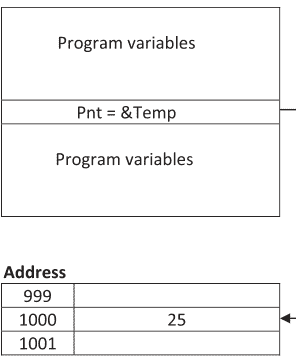 Program variables
Pnt = &Temp
Program variables
Address
999
1000 25
1001